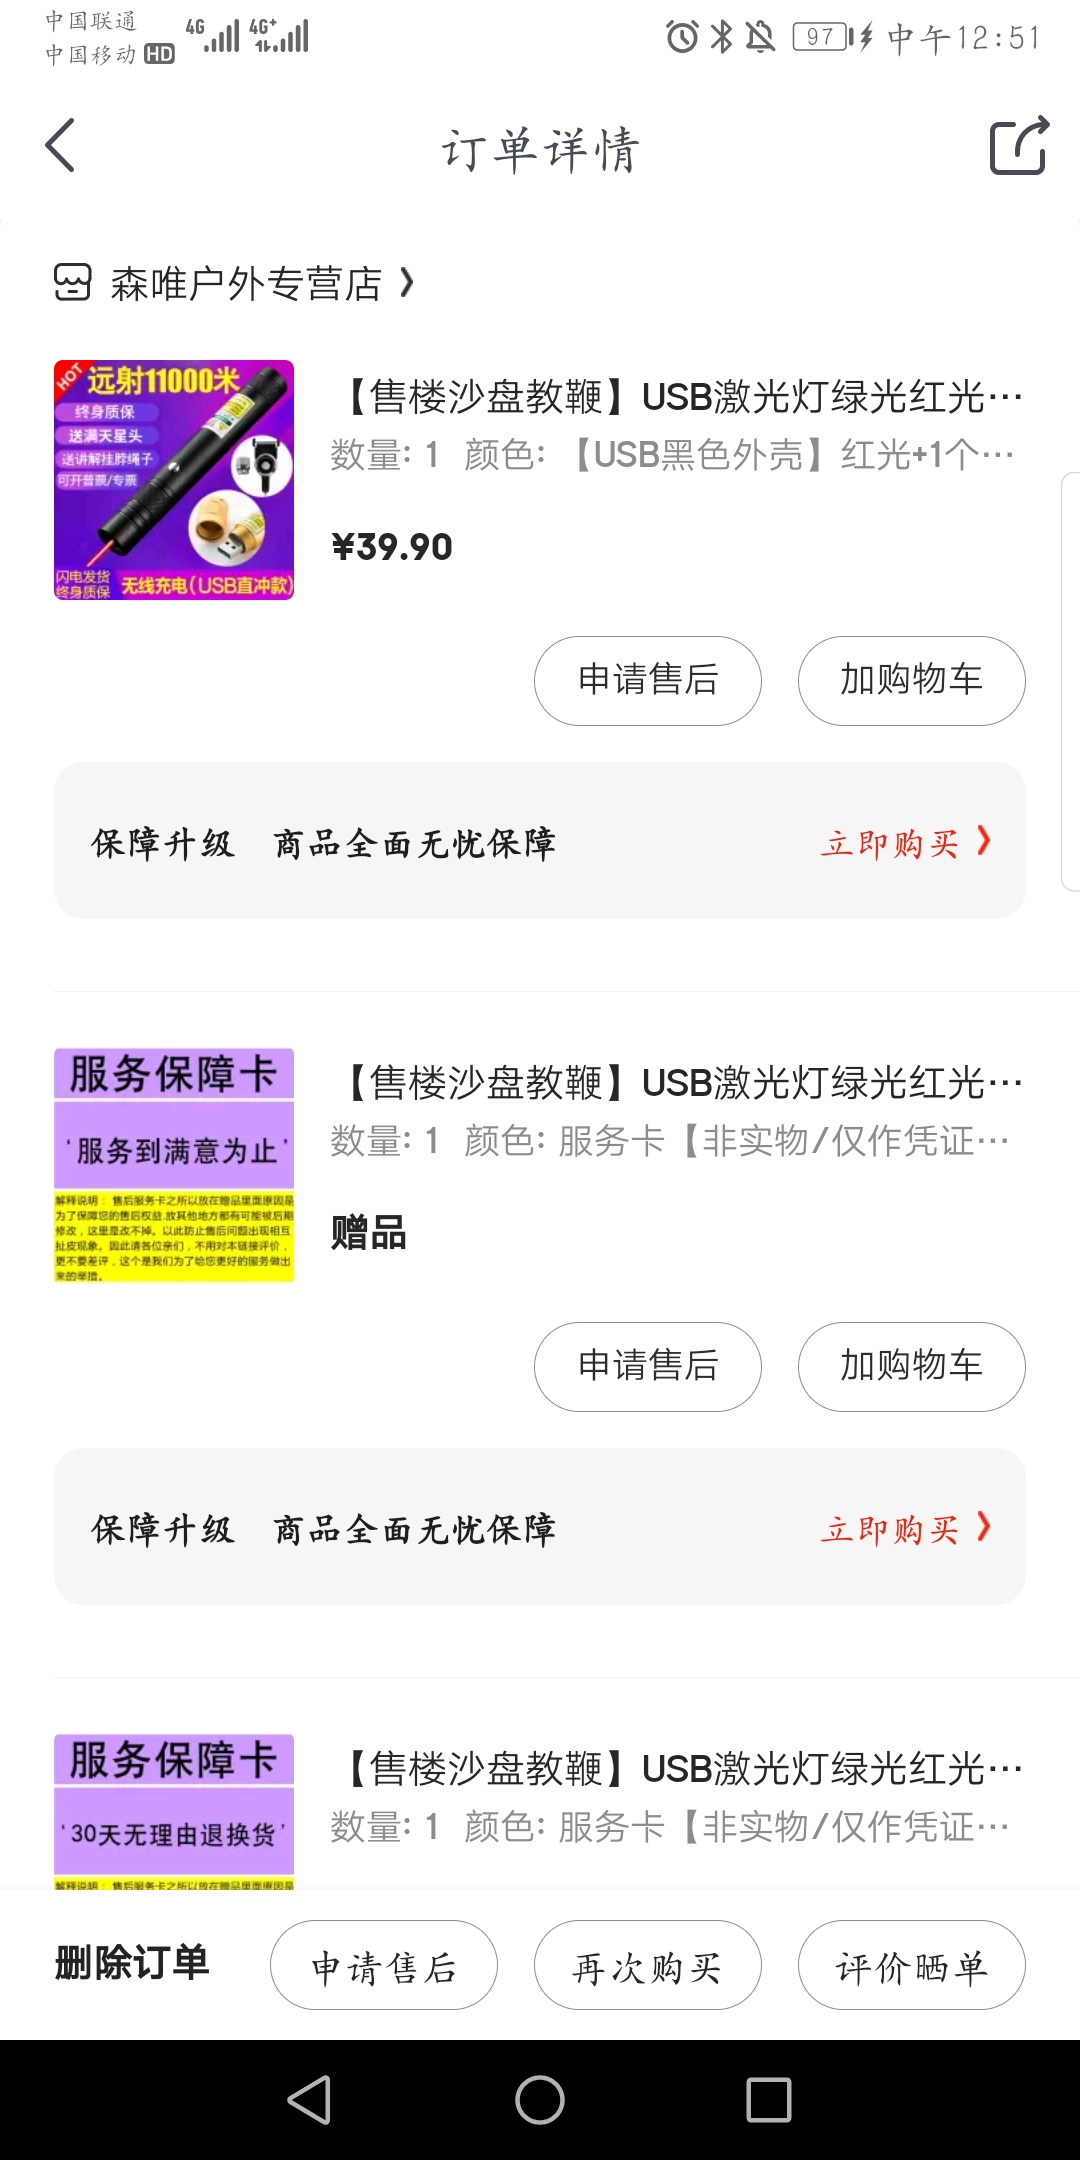 中国联通
中国移动 HD
4G 4G+
97 中午12:51
订单详情
森唯户外专营店
HOT
远射11000米
终身质保
送满天星头
送讲解挂脖绳子
可开普票/专票
闪电发货
终身质保
无线充电(USB直冲款)
【售楼沙盘教鞭】USB激光灯绿光红光…
数量: 1 颜色: 【USB黑色外壳】红光+1个…
¥39.90
申请售后 加购物车
保障升级 商品全面无忧保障 立即购买
服务保障卡
‘服务到满意为止’
解释说明：售后服务卡之所以放在赠品里面原因是
为了保障您的售后权益,放其他地方都有可能被后期
修改，这里是改不掉。以此防止售后问题出现相互
扯皮现象。因此请各位亲们，不用对本链接评价，
更不要差评，这个是我们为了给您更好的服务做出
来的举措。
【售楼沙盘教鞭】USB激光灯绿光红光…
数量: 1 颜色: 服务卡【非实物/仅作凭证…
赠品
申请售后 加购物车
保障升级 商品全面无忧保障 立即购买
服务保障卡
‘30天无理由退换货’
解释说明：售后服务卡之所以放在赠品里面原因是
【售楼沙盘教鞭】USB激光灯绿光红光…
数量: 1 颜色: 服务卡【非实物/仅作凭证…
删除订单 申请售后 再次购买 评价晒单